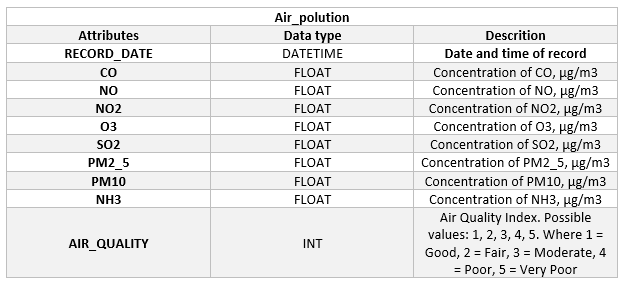 Air_polution
Attributes Data type Descrition
RECORD_DATE DATETIME Date and time of record
CO FLOAT Concentration of CO, µg/m3
NO FLOAT Concentration of NO, µg/m3
NO2 FLOAT Concentration of NO2, µg/m3
O3 FLOAT Concentration of O3, µg/m3
SO2 FLOAT Concentration of SO2, µg/m3
PM2_5 FLOAT Concentration of PM2_5, µg/m3
PM10 FLOAT Concentration of PM10, µg/m3
NH3 FLOAT Concentration of NH3, µg/m3
AIR_QUALITY INT Air Quality Index. Possible
values: 1, 2, 3, 4, 5. Where 1 =
Good, 2 = Fair, 3 = Moderate, 4
= Poor, 5 = Very Poor